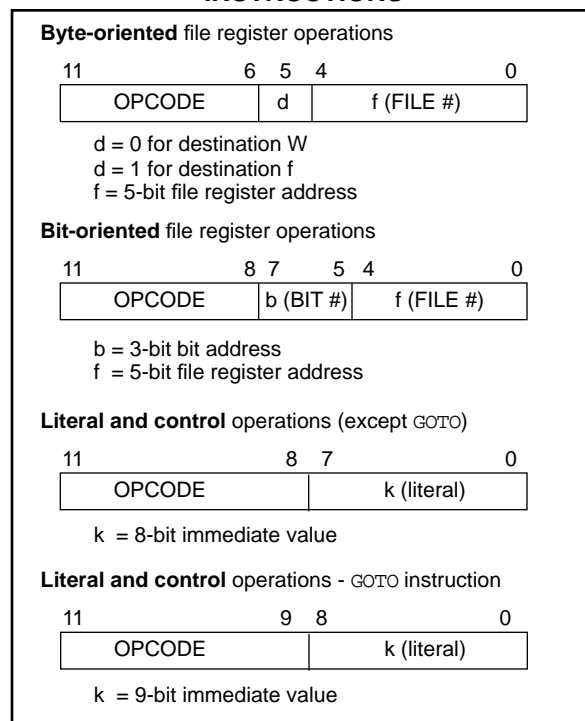 INSTRUCTIONS
Byte-oriented file register operations
11 6 5 4 0
OPCODE d f (FILE #)
d = 0 for destination W
d = 1 for destination f
f = 5-bit file register address
Bit-oriented file register operations
11 8 7 5 4 0
OPCODE b (BIT #) f (FILE #)
b = 3-bit bit address
f = 5-bit file register address
Literal and control operations (except GOTO)
11 8 7 0
OPCODE k (literal)
k = 8-bit immediate value
Literal and control operations - GOTO instruction
11 9 8 0
OPCODE k (literal)
k = 9-bit immediate value